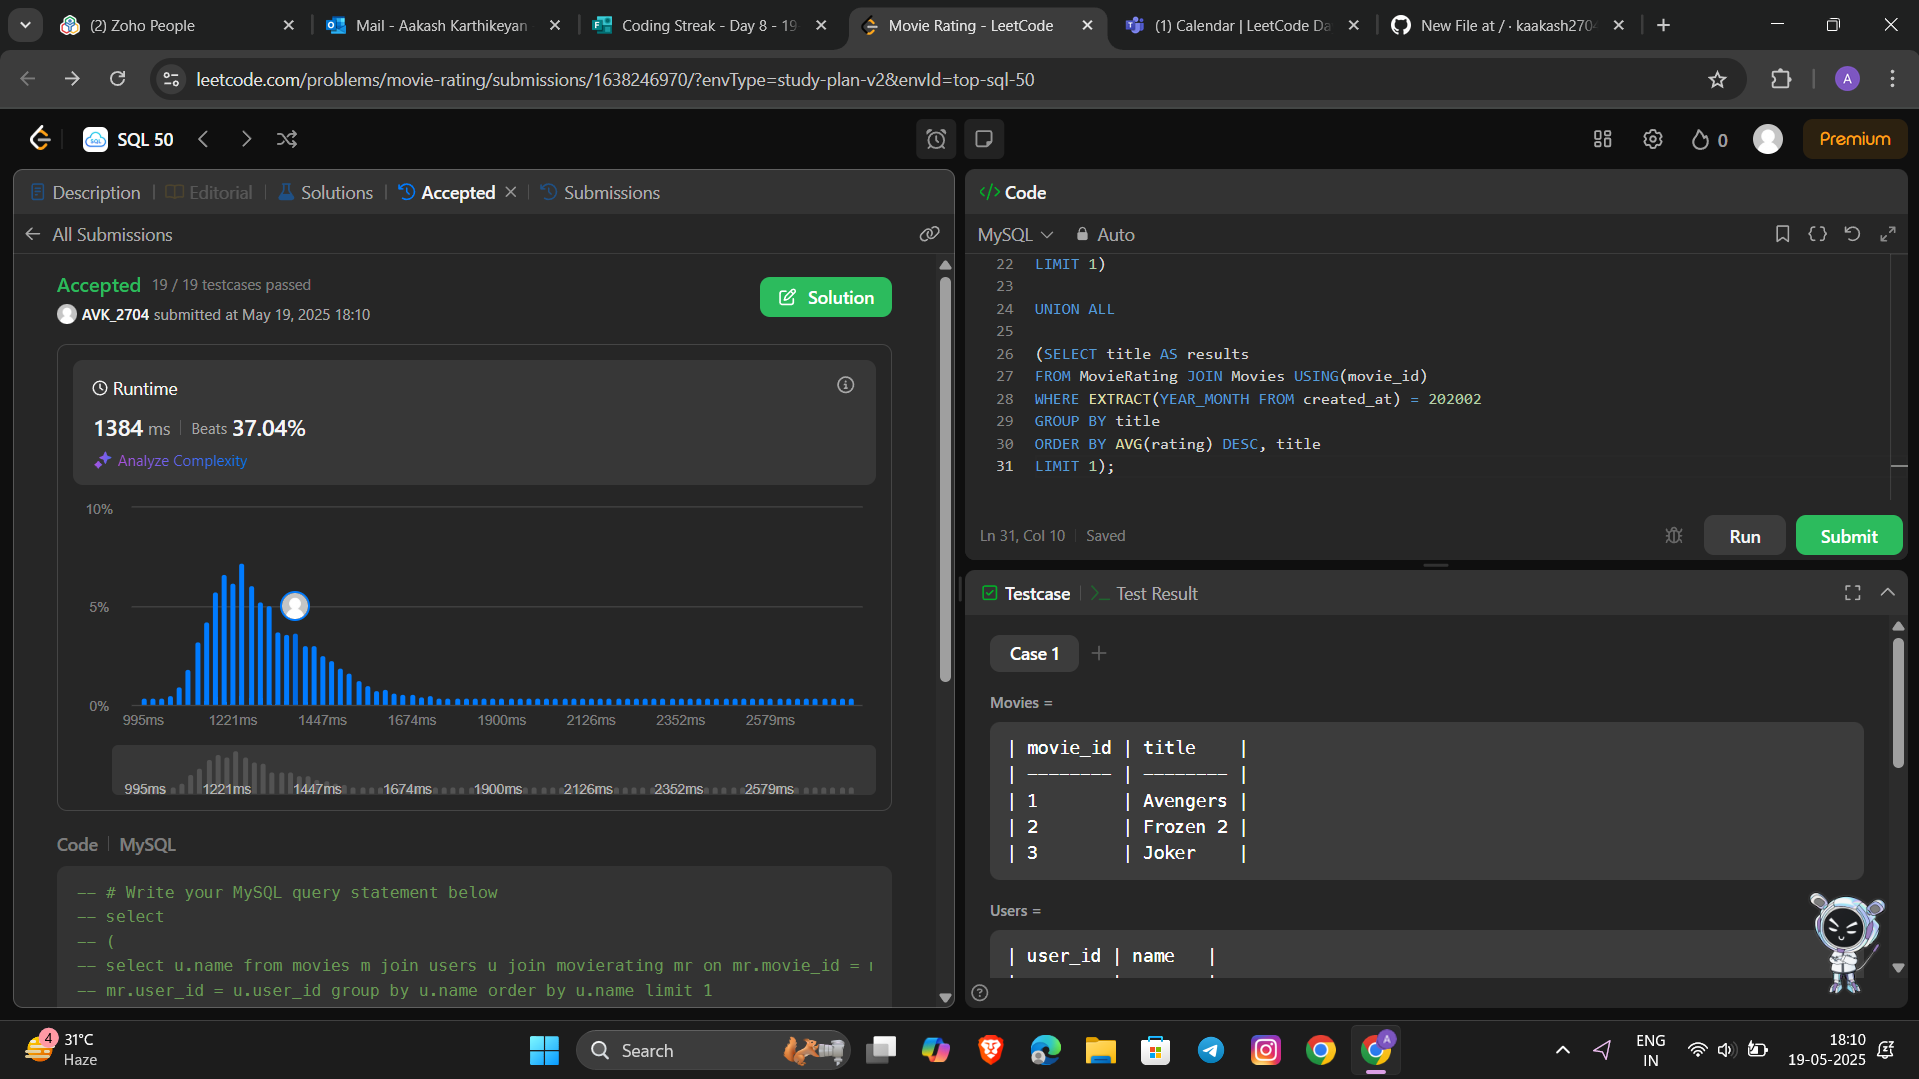 (2) Zoho People
Mail - Aakash Karthikeyan
Coding Streak - Day 8 - 19
Movie Rating - LeetCode
(1) Calendar | LeetCode Da
New File at / · kaakash2704
leetcode.com/problems/movie-rating/submissions/1638246970/?envType=study-plan-v2&envId=top-sql-50
A
SQL 50
0
Premium
Description
Editorial
Solutions
Accepted
Submissions
All Submissions
Accepted 19 / 19 testcases passed
AVK_2704 submitted at May 19, 2025 18:10
Solution
Runtime
1384 ms Beats 37.04%
Analyze Complexity
10%
5%
0%
995ms 1221ms 1447ms 1674ms 1900ms 2126ms 2352ms 2579ms
995ms 1221ms 1447ms 1674ms 1900ms 2126ms 2352ms 2579ms
Code MySQL
-- # Write your MySQL query statement below
-- select
-- (
-- select u.name from movies m join users u join movierating mr on mr.movie_id =
-- mr.user_id = u.user_id group by u.name order by u.name limit 1
</> Code
MySQL Auto
22 LIMIT 1)
23
24 UNION ALL
25
26 (SELECT title AS results
27 FROM MovieRating JOIN Movies USING(movie_id)
28 WHERE EXTRACT(YEAR_MONTH FROM created_at) = 202002
29 GROUP BY title
30 ORDER BY AVG(rating) DESC, title
31 LIMIT 1);
Ln 31, Col 10 Saved
Run
Submit
Testcase
Test Result
Case 1
Movies =
| movie_id | title |
| -------- | -------- |
| 1 | Avengers |
| 2 | Frozen 2 |
| 3 | Joker |
Users =
| user_id | name |
4
31°C
Haze
SQL
Search
A
ENG
IN
18:10
19-05-2025